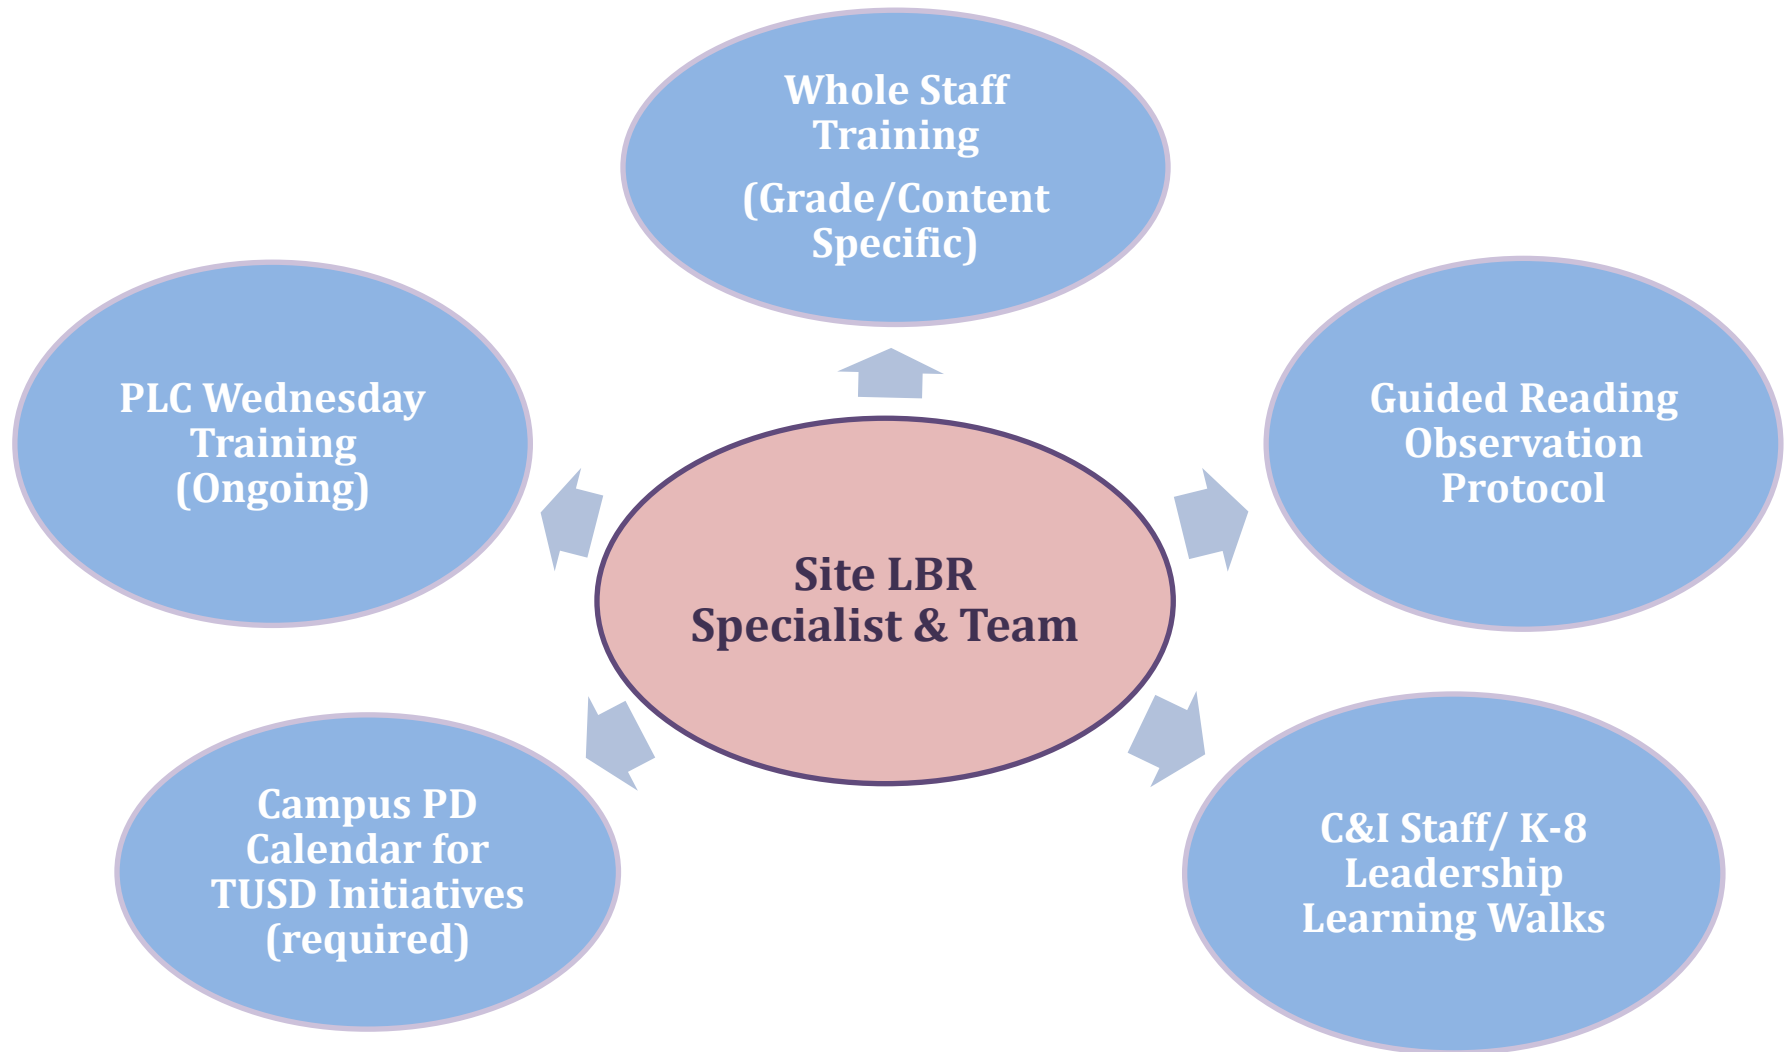 Whole Staff
Training
(Grade/Content
Specific)
PLC Wednesday
Training
(Ongoing)
Guided Reading
Observation
Protocol
Site LBR
Specialist & Team
Campus PD
Calendar for
TUSD Initiatives
(required)
C&I Staff/ K-8
Leadership
Learning Walks